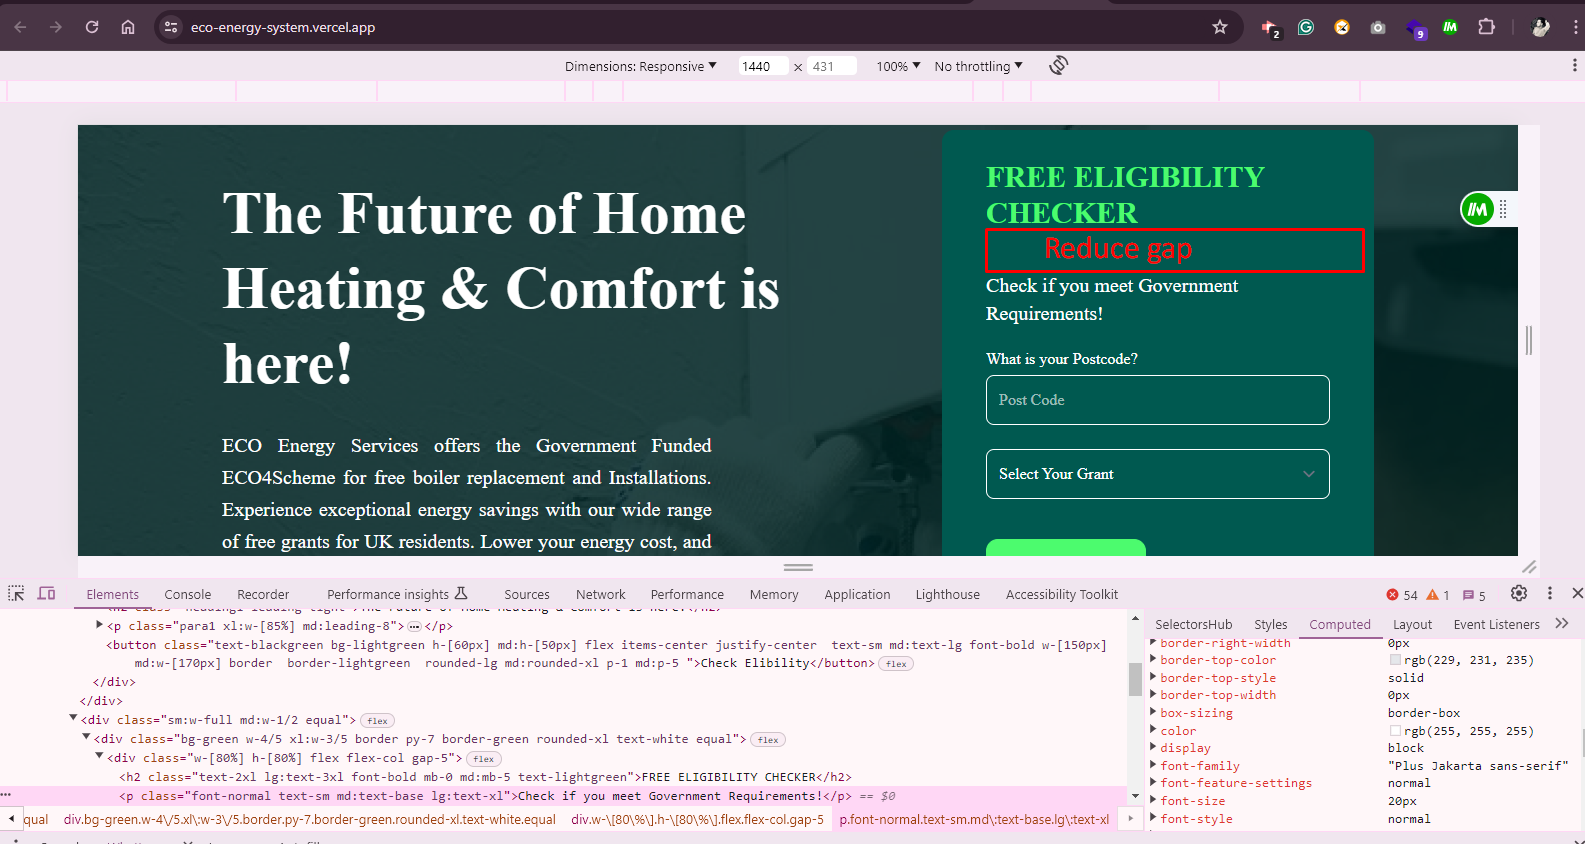 eco-energy-system.vercel.app
2
9
Dimensions: Responsive ▼ 1440 × 431 100% ▼ No throttling ▼
The Future of Home
Heating & Comfort is
here!
ECO Energy Services offers the Government Funded
ECO4Scheme for free boiler replacement and Installations.
Experience exceptional energy savings with our wide range
of free grants for UK residents. Lower your energy cost, and
FREE ELIGIBILITY
CHECKER
Reduce gap
Check if you meet Government
Requirements!
What is your Postcode?
Post Code
Select Your Grant
Elements Console Recorder Performance insights Sources Network Performance Memory Application Lighthouse Accessibility Toolkit 54 1 5
<p class="para1 xl:w-[85%] md:leading-8"> … </p>
<button class="text-blackgreen bg-lightgreen h-[60px] md:h-[50px] flex items-center justify-center text-sm md:text-lg font-bold w-[150px]
md:w-[170px] border border-lightgreen rounded-lg md:rounded-xl p-1 md:p-5 ">Check Elibility</button> flex
</div>
</div>
<div class="sm:w-full md:w-1/2 equal"> flex
<div class="bg-green w-4/5 xl:w-3/5 border py-7 border-green rounded-xl text-white equal"> flex
<div class="w-[80%] h-[80%] flex flex-col gap-5"> flex
<h2 class="text-2xl lg:text-3xl font-bold mb-0 md:mb-5 text-lightgreen">FREE ELIGIBILITY CHECKER</h2>
<p class="font-normal text-sm md:text-base lg:text-xl">Check if you meet Government Requirements!</p> == $0
qual div.bg-green.w-4\/5.xl\:w-3\/5.border.py-7.border-green.rounded-xl.text-white.equal div.w-\[80\%\].h-\[80\%\].flex.flex-col.gap-5 p.font-normal.text-sm.md\:text-base.lg\:text-xl
SelectorsHub Styles Computed Layout Event Listeners
border-right-width 0px
border-top-color rgb(229, 231, 235)
border-top-style solid
border-top-width 0px
box-sizing border-box
color rgb(255, 255, 255)
display block
font-family "Plus Jakarta sans-serif"
font-feature-settings normal
font-size 20px
font-style normal